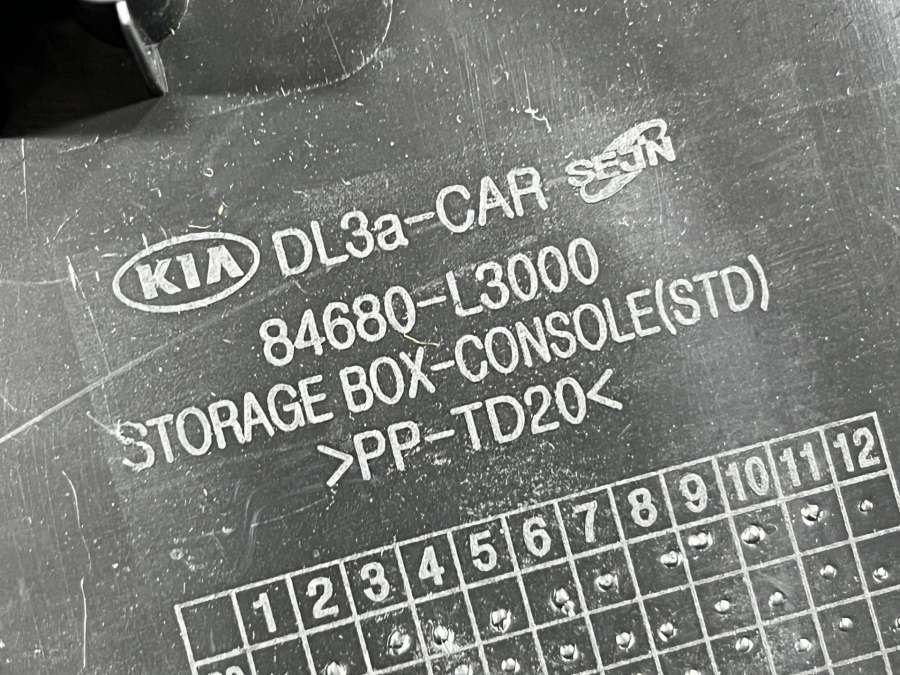 KIA DL3a-CAR SEJN
84680-L3000
STORAGE BOX-CONSOLE(STD)
>PP-TD20<
1 2 3 4 5 6 7 8 9 10 11 12